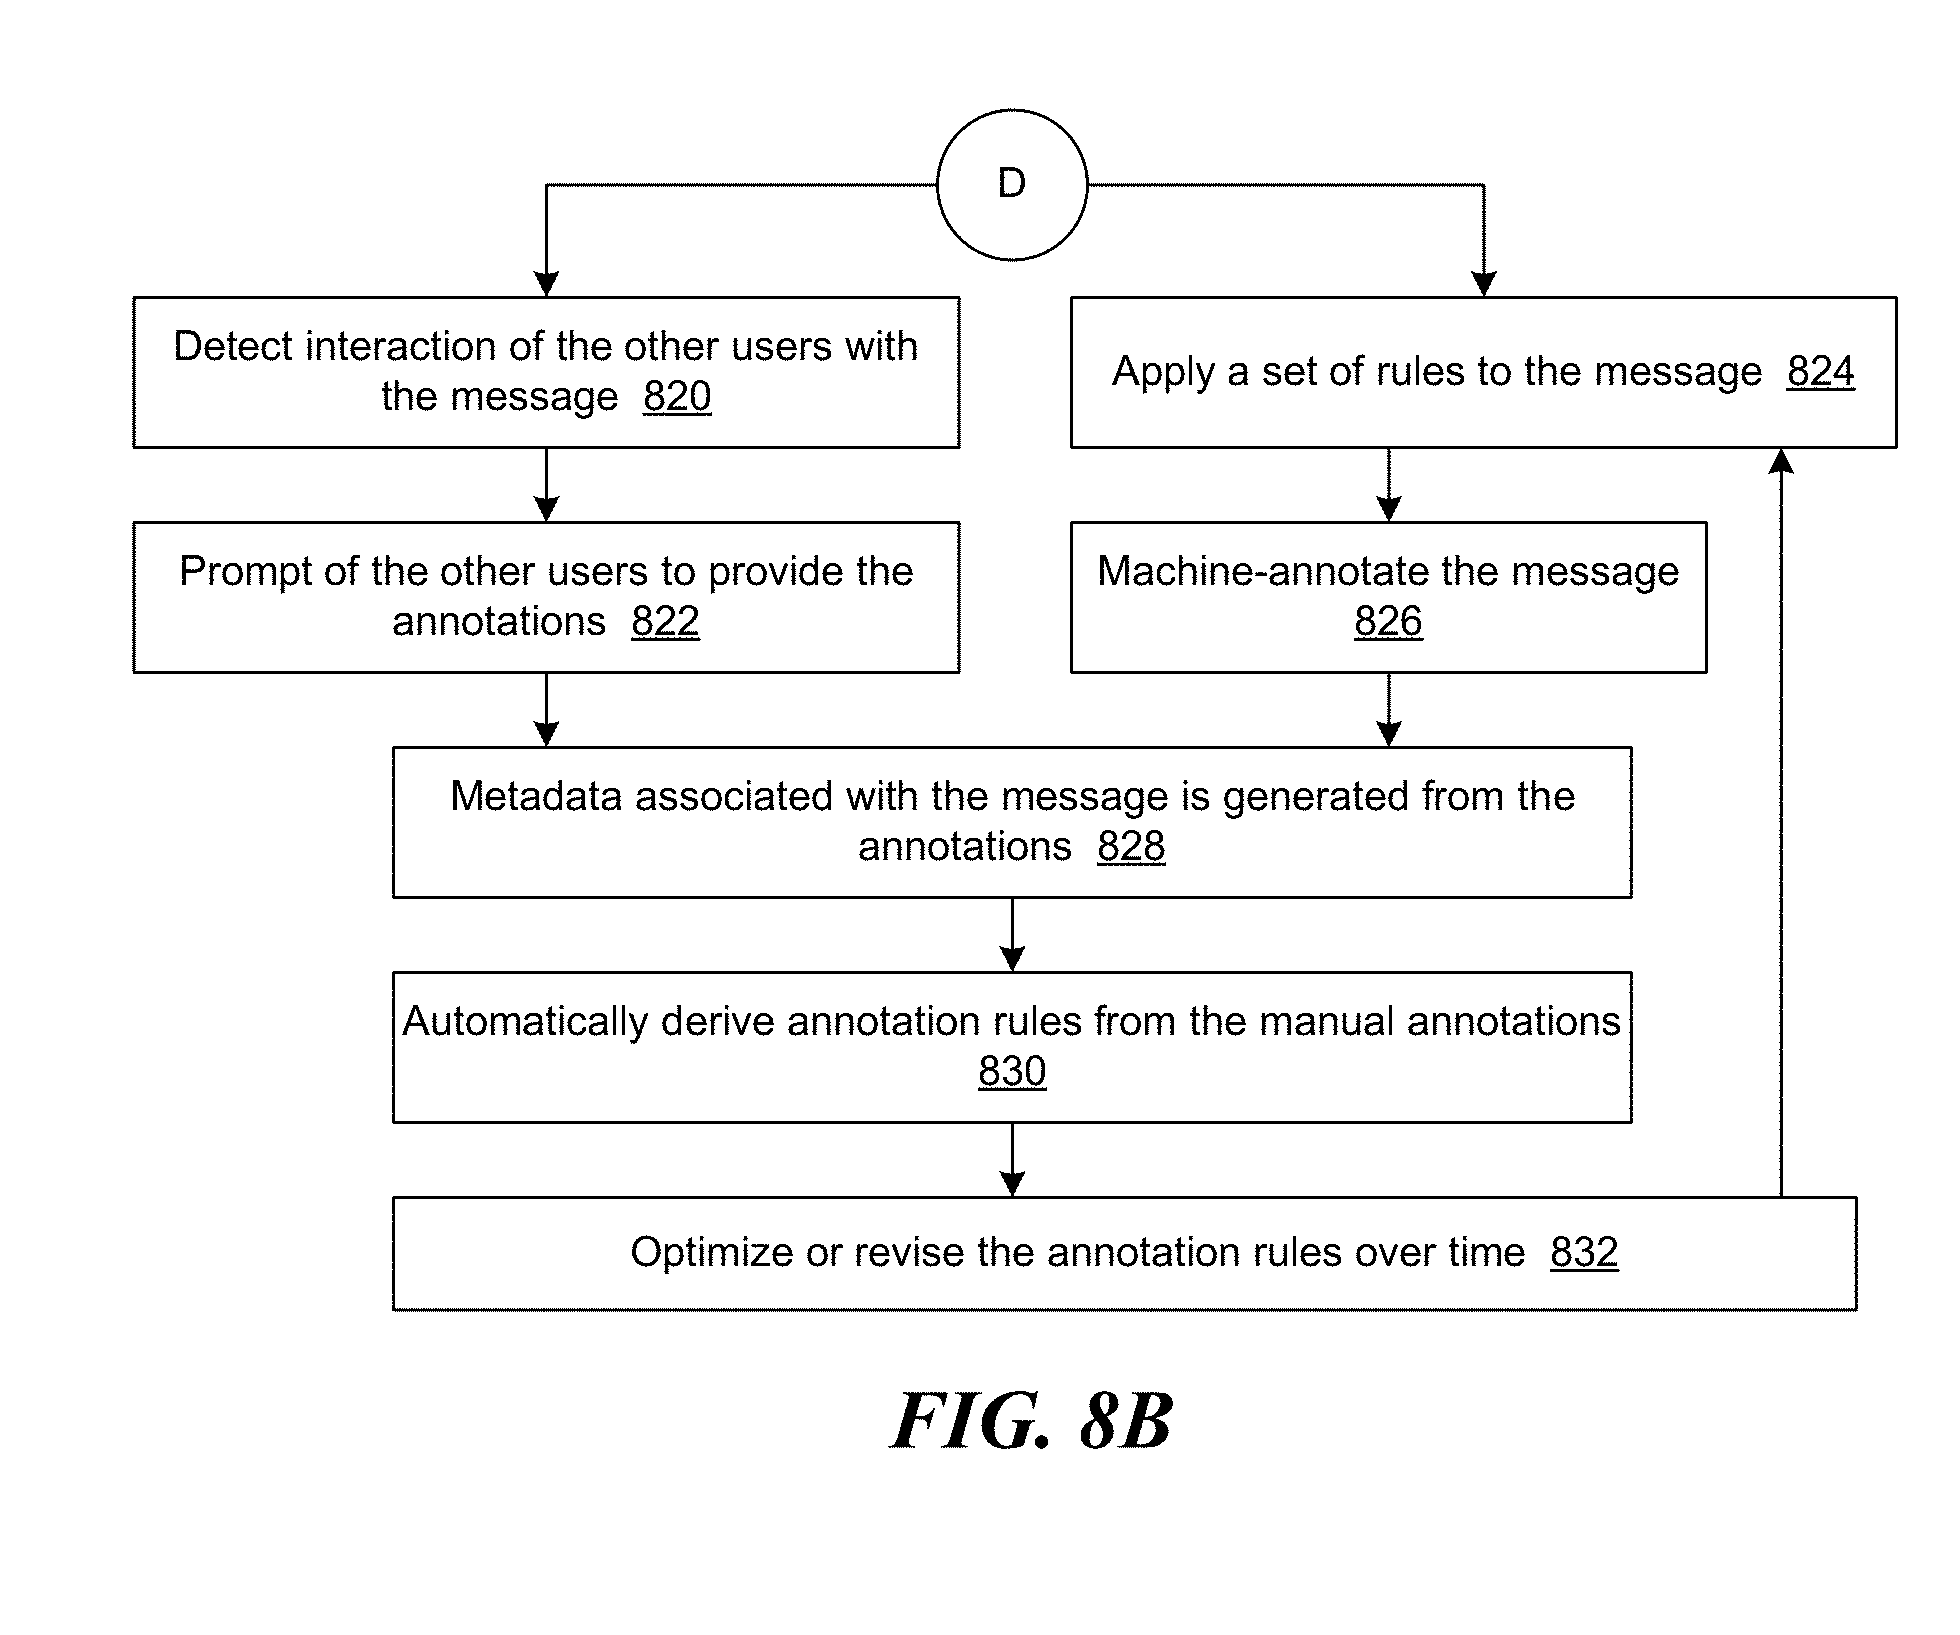 D
Detect interaction of the other users with
the message 820
Apply a set of rules to the message 824
Prompt of the other users to provide the
annotations 822
Machine-annotate the message
826
Metadata associated with the message is generated from the
annotations 828
Automatically derive annotation rules from the manual annotations
830
Optimize or revise the annotation rules over time 832
FIG. 8B